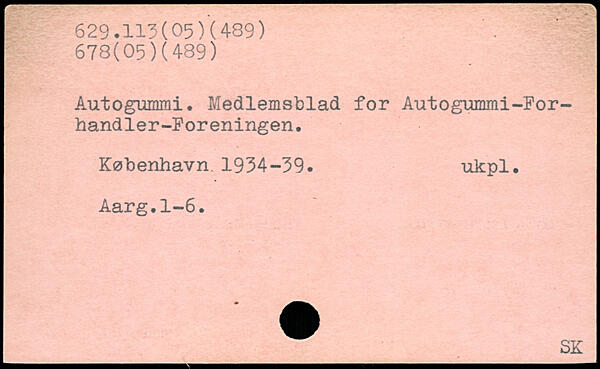 629.113(05)(489)
678(05)(489)
Autogummi. Medlemsblad for Autogummi-For-
handler-Foreningen.
København 1934-39. ukpl.
Aarg.1-6.
SK